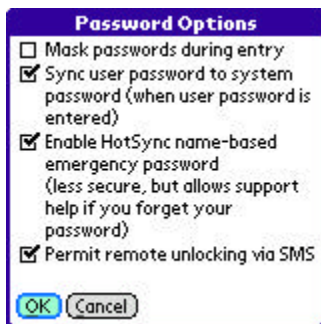 Password Options
Mask passwords during entry
Sync user password to system
password (when user password is
entered)
Enable HotSync name-based
emergency password
(less secure, but allows support
help if you forget your
password)
Permit remote unlocking via SMS
OK Cancel